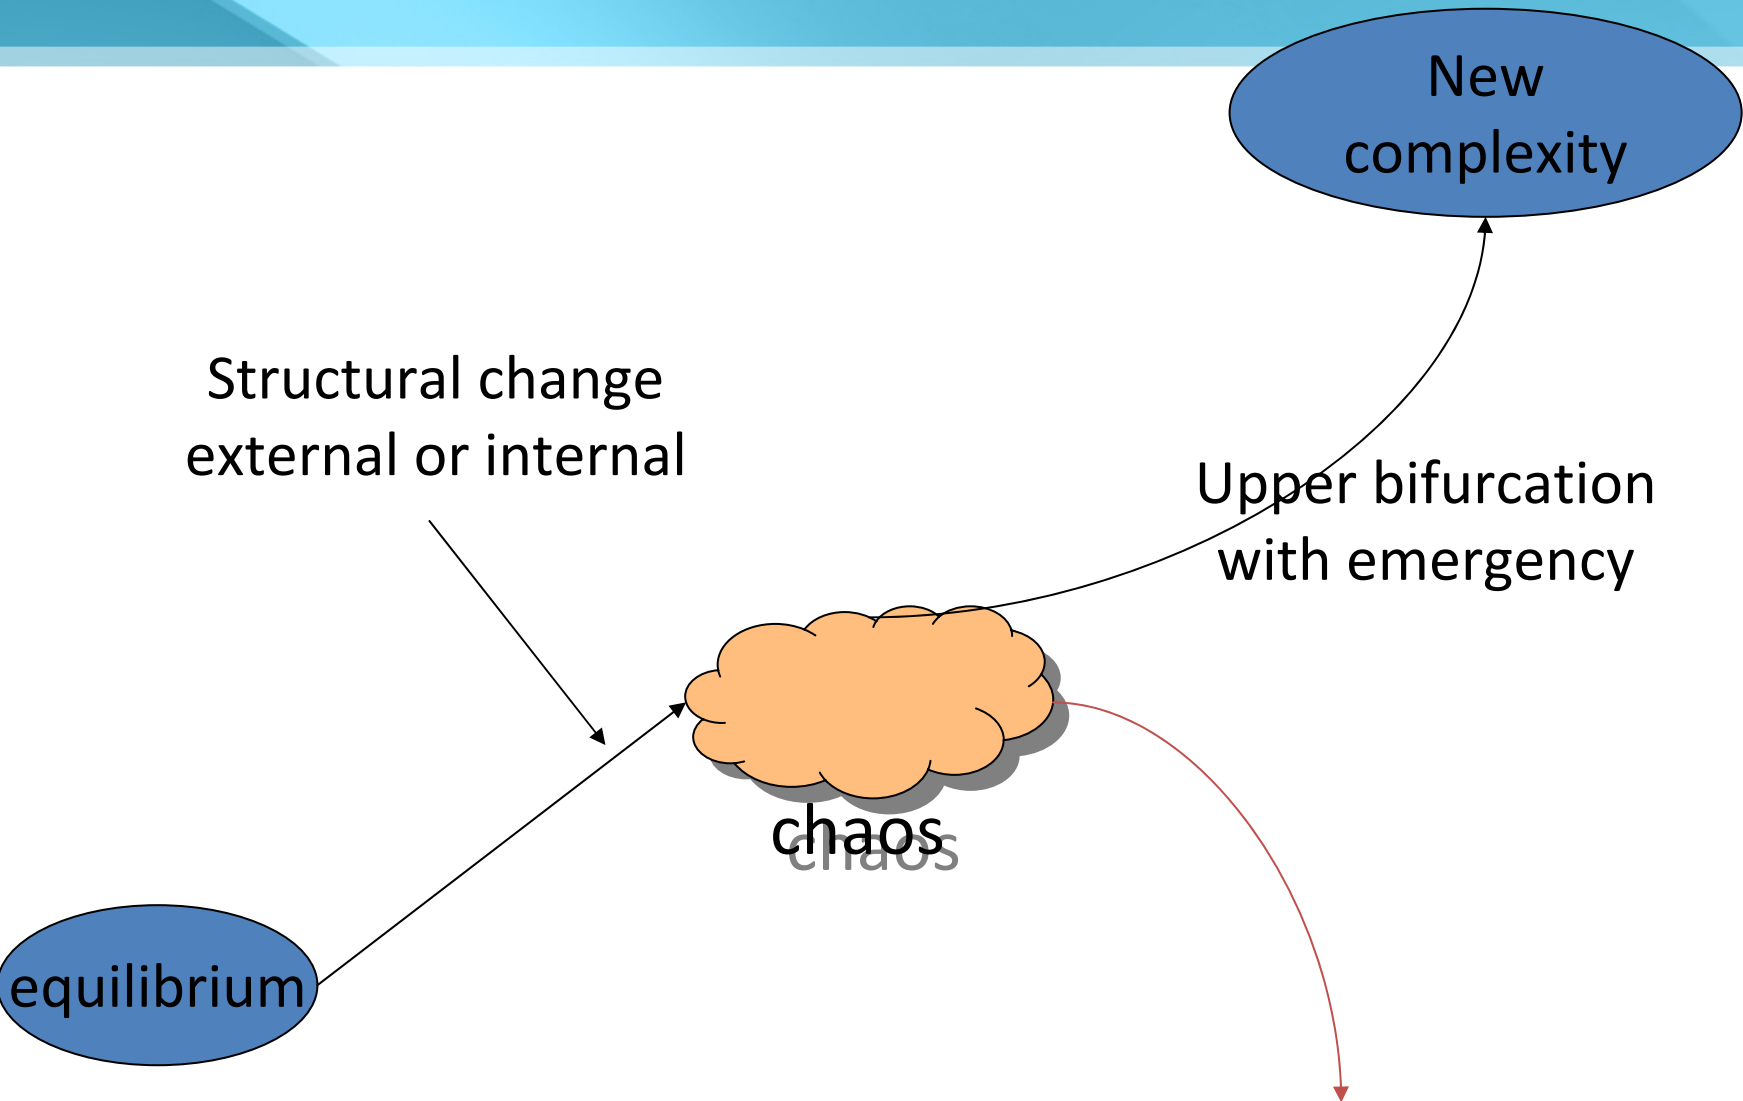 New
complexity
Structural change
external or internal
Upper bifurcation
with emergency
chaos
equilibrium